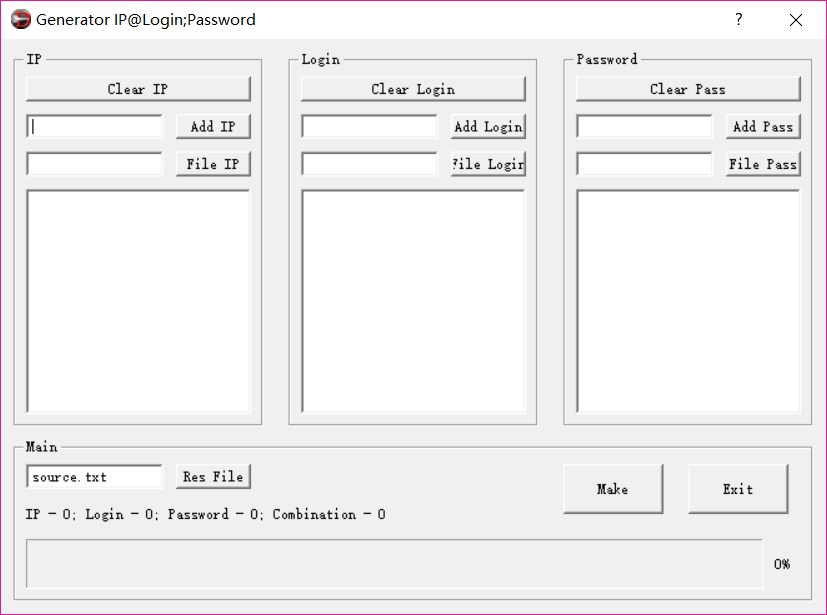 Generator IP@Login;Password
?
IP
Clear IP
Add IP
File IP
Login
Clear Login
Add Login
File Login
Password
Clear Pass
Add Pass
File Pass
Main
source.txt
Res File
Make
Exit
IP - 0; Login - 0; Password - 0; Combination - 0
0%